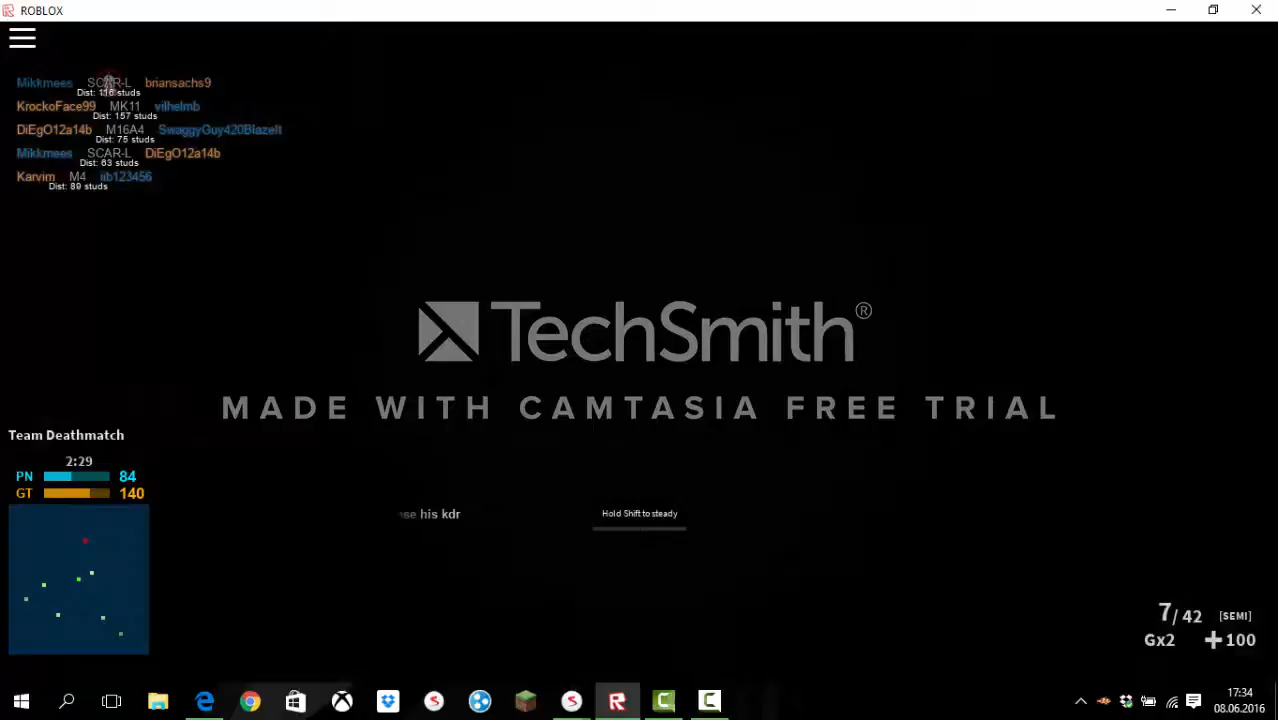 ROBLOX
Mikkmees SCAR-L briansachs9
Dist: 116 studs
KrockoFace99 MK11 vilhelmb
Dist: 157 studs
DiEgO12a14b M16A4 SwaggyGuy420BlazeIt
Dist: 75 studs
Mikkmees SCAR-L DiEgO12a14b
Dist: 63 studs
Karvim M4 iib123456
Dist: 89 studs
TechSmith®
MADE WITH CAMTASIA FREE TRIAL
Team Deathmatch
2:29
PN 84
GT 140
his kdr
Hold Shift to steady
7/42 [SEMI]
Gx2 +100
17:34
08.06.2016